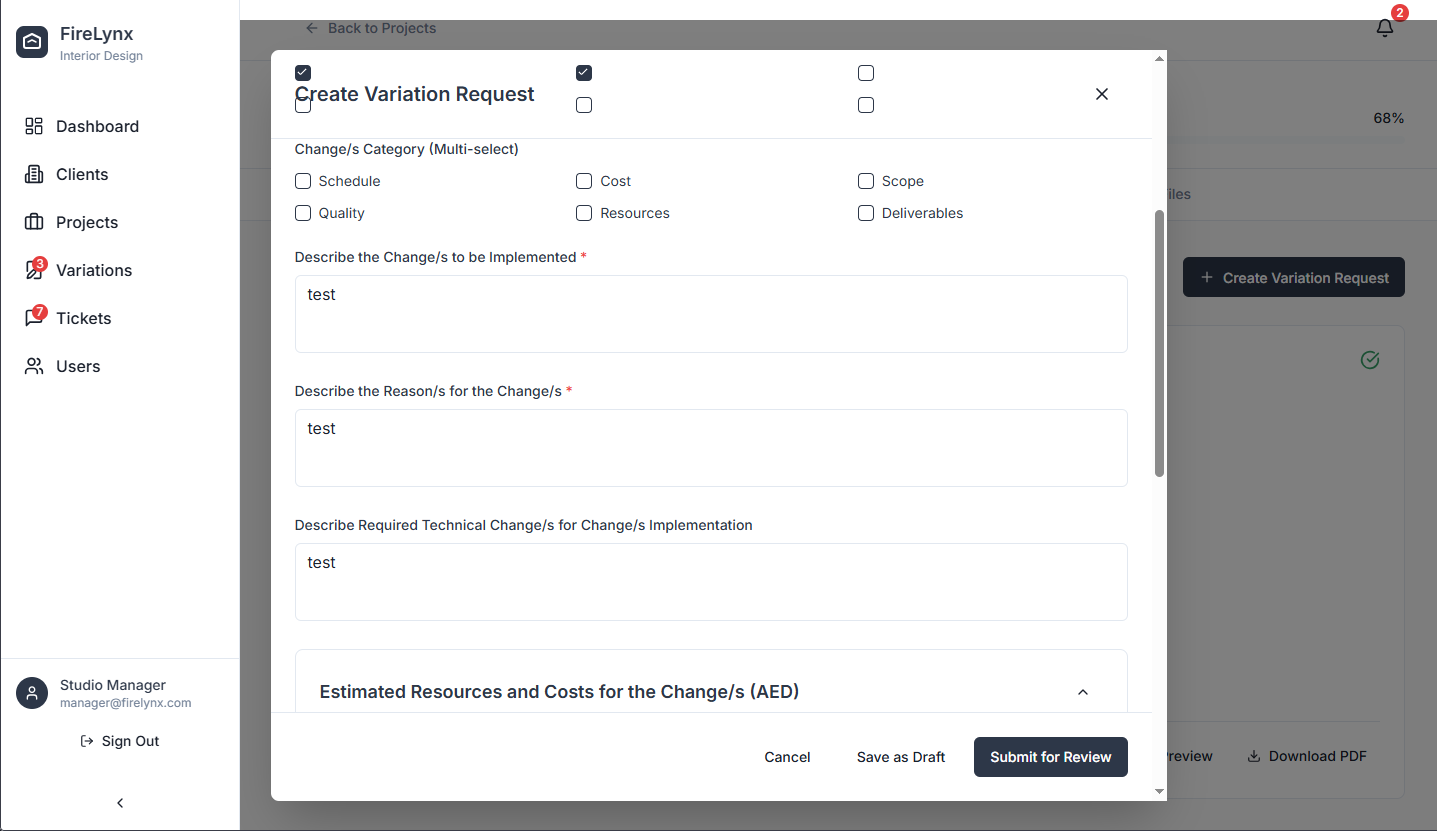 FireLynx
Interior Design
Dashboard
Clients
Projects
3
Variations
7
Tickets
Users
Studio Manager
manager@firelynx.com
Sign Out
Back to Projects
2
68%
Create Variation Request
Change/s Category (Multi-select)
Schedule Cost Scope
Quality Resources Deliverables
Describe the Change/s to be Implemented *
test
Describe the Reason/s for the Change/s *
test
Describe Required Technical Change/s for Change/s Implementation
test
Estimated Resources and Costs for the Change/s (AED)
Cancel Save as Draft Submit for Review
+ Create Variation Request
Download PDF